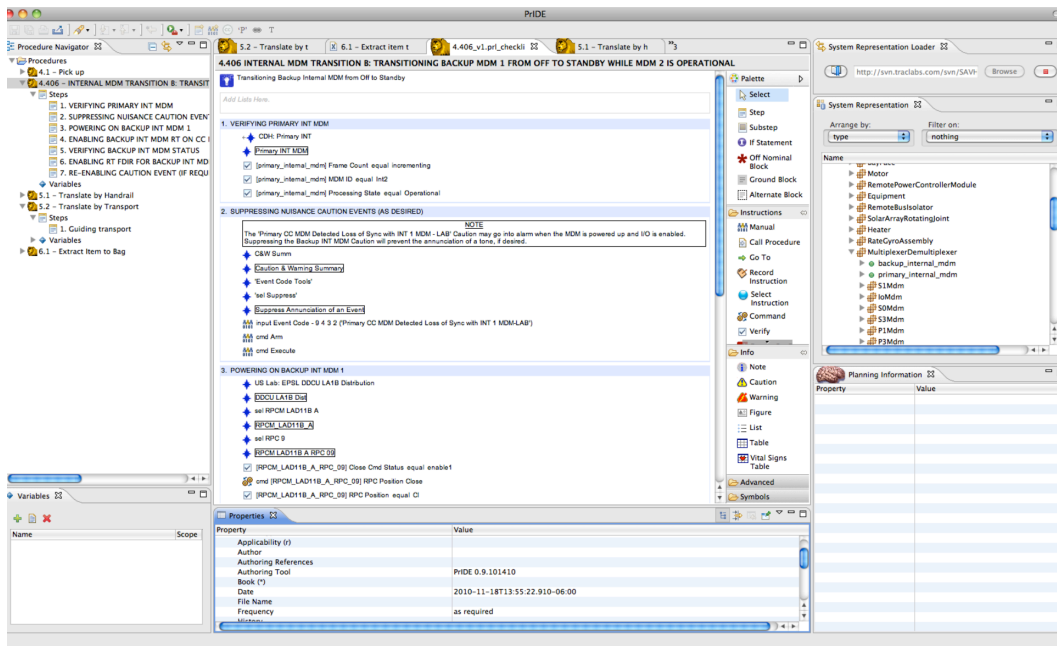 PrIDE
Procedure Navigator
Procedures
4.1 - Pick up
4.406 - INTERNAL MDM TRANSITION B: TRANSIT
Steps
1. VERIFYING PRIMARY INT MDM
2. SUPPRESSING NUISANCE CAUTION EVEN
3. POWERING ON BACKUP INT MDM 1
4. ENABLING BACKUP INT MDM RT ON CC I
5. VERIFYING BACKUP INT MDM STATUS
6. ENABLING RT FDIR FOR BACKUP INT MD
7. RE-ENABLING CAUTION EVENT (IF REQU
Variables
5.1 - Translate by Handrail
5.2 - Translate by Transport
Steps
1. Guiding transport
Variables
6.1 - Extract Item to Bag
Variables
Name Scope
5.2 - Translate by t
6.1 - Extract item t
4.406_v1.prl_checkli
5.1 - Translate by h
»3
4.406 INTERNAL MDM TRANSITION B: TRANSITIONING BACKUP MDM 1 FROM OFF TO STANDBY WHILE MDM 2 IS OPERATIONAL
Transitioning Backup Internal MDM from Off to Standby
Add Lists Here.
1. VERIFYING PRIMARY INT MDM
CDH: Primary INT
Primary INT MDM
[primary_internal_mdm] Frame Count equal incrementing
[primary_internal_mdm] MDM ID equal Int2
[primary_internal_mdm] Processing State equal Operational
2. SUPPRESSING NUISANCE CAUTION EVENTS (AS DESIRED)
NOTE
The 'Primary CC MDM Detected Loss of Sync with INT 1 MDM - LAB' Caution may go into alarm when the MDM is powered up and I/O is enabled.
Suppressing the Backup INT MDM Caution will prevent the annunciation of a tone, if desired.
C&W Summ
Caution & Warning Summary
'Event Code Tools'
'sel Suppress'
Suppress Annunciation of an Event
input Event Code - 9 4 3 2 ('Primary CC MDM Detected Loss of Sync with INT 1 MDM-LAB')
cmd Arm
cmd Execute
3. POWERING ON BACKUP INT MDM 1
US Lab: EPSL DDCU LA1B Distribution
DDCU LA1B Dist
sel RPCM LAD11B A
RPCM_LAD11B_A
sel RPC 9
RPCM LAD11B A RPC 09
[RPCM_LAD11B_A_RPC_09] Close Cmd Status equal enable1
cmd [RPCM_LAD11B_A_RPC_09] RPC Position Close
[RPCM_LAD11B_A_RPC_09] RPC Position equal Cl
Palette
Select
Step
Substep
If Statement
Off Nominal
Block
Ground Block
Alternate Block
Instructions
Manual
Call Procedure
Go To
Record
Instruction
Select
Instruction
Command
Verify
Info
Note
Caution
Warning
Figure
List
Table
Vital Signs
Table
Advanced
Symbols
Properties
Property Value
Applicability (r)
Author
Authoring References
Authoring Tool PrIDE 0.9.101410
Book (*)
Date 2010-11-18T13:55:22.910-06:00
File Name
Frequency as required
System Representation Loader
http://svn.traclabs.com/svn/SAVH
Browse
System Representation
Arrange by: Filter on:
type nothing
Name
Motor
RemotePowerControllerModule
Equipment
RemoteBusIsolator
SolarArrayRotatingJoint
Heater
RateGyroAssembly
MultiplexerDemultiplexer
backup_internal_mdm
primary_internal_mdm
S1Mdm
IoMdm
S0Mdm
S3Mdm
P1Mdm
P3Mdm
Planning Information
Property Value